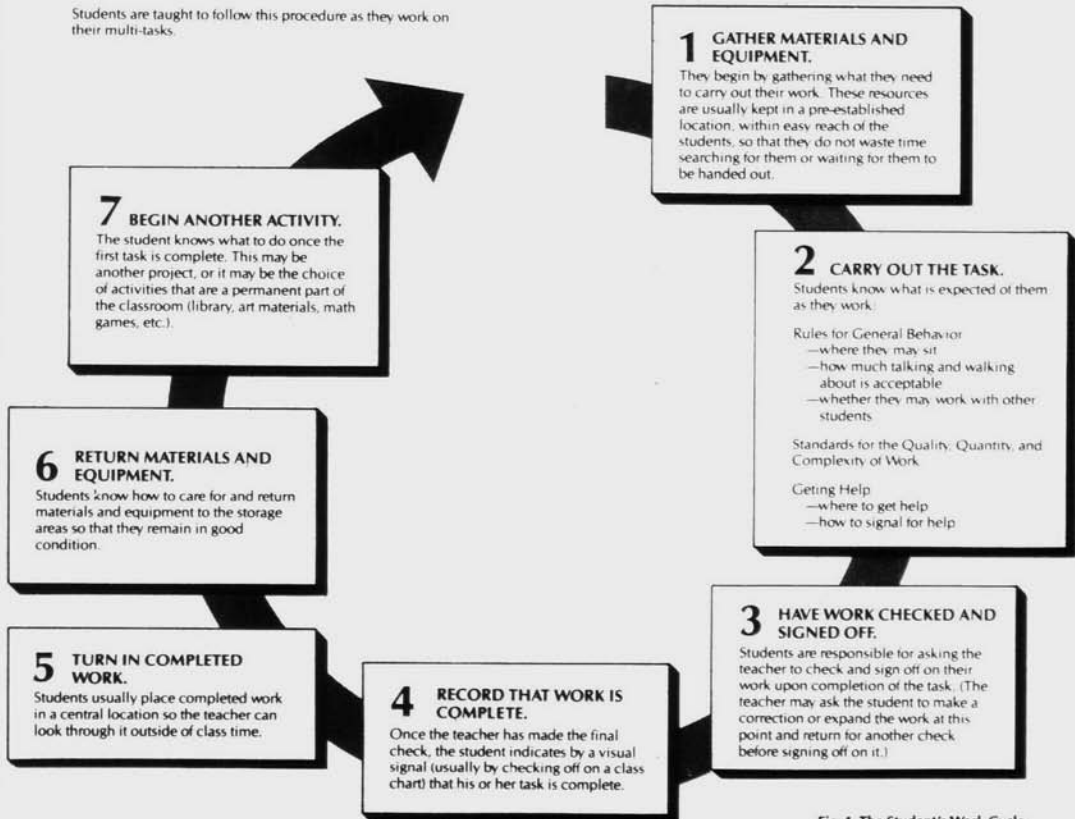 Students are taught to follow this procedure as they work on
their multi-tasks.
1 GATHER MATERIALS AND
EQUIPMENT.
They begin by gathering what they need
to carry out their work. These resources
are usually kept in a pre-established
location, within easy reach of the
students, so that they do not waste time
searching for them or waiting for them to
be handed out.
2 CARRY OUT THE TASK.
Students know what is expected of them
as they work:
Rules for General Behavior
—where they may sit
—how much talking and walking
about is acceptable
—whether they may work with other
students
Standards for the Quality, Quantity, and
Complexity of Work
Geting Help
—where to get help
—how to signal for help
3 HAVE WORK CHECKED AND
SIGNED OFF.
Students are responsible for asking the
teacher to check and sign off on their
work upon completion of the task. (The
teacher may ask the student to make a
correction or expand the work at this
point and return for another check
before signing off on it.)
4 RECORD THAT WORK IS
COMPLETE.
Once the teacher has made the final
check, the student indicates by a visual
signal (usually by checking off on a class
chart) that his or her task is complete.
5 TURN IN COMPLETED
WORK.
Students usually place completed work
in a central location so the teacher can
look through it outside of class time.
6 RETURN MATERIALS AND
EQUIPMENT.
Students know how to care for and return
materials and equipment to the storage
areas so that they remain in good
condition.
7 BEGIN ANOTHER ACTIVITY.
The student knows what to do once the
first task is complete. This may be
another project, or it may be the choice
of activities that are a permanent part of
the classroom (library, art materials, math
games, etc.).